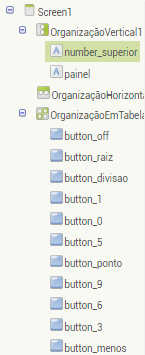 Screen1
OrganizaçãoVertical1
number_superior
painel
OrganizaçãoHorizonta
OrganizaçãoEmTabela
button_off
button_raiz
button_divisao
button_1
button_0
button_5
button_ponto
button_9
button_6
button_3
button_menos